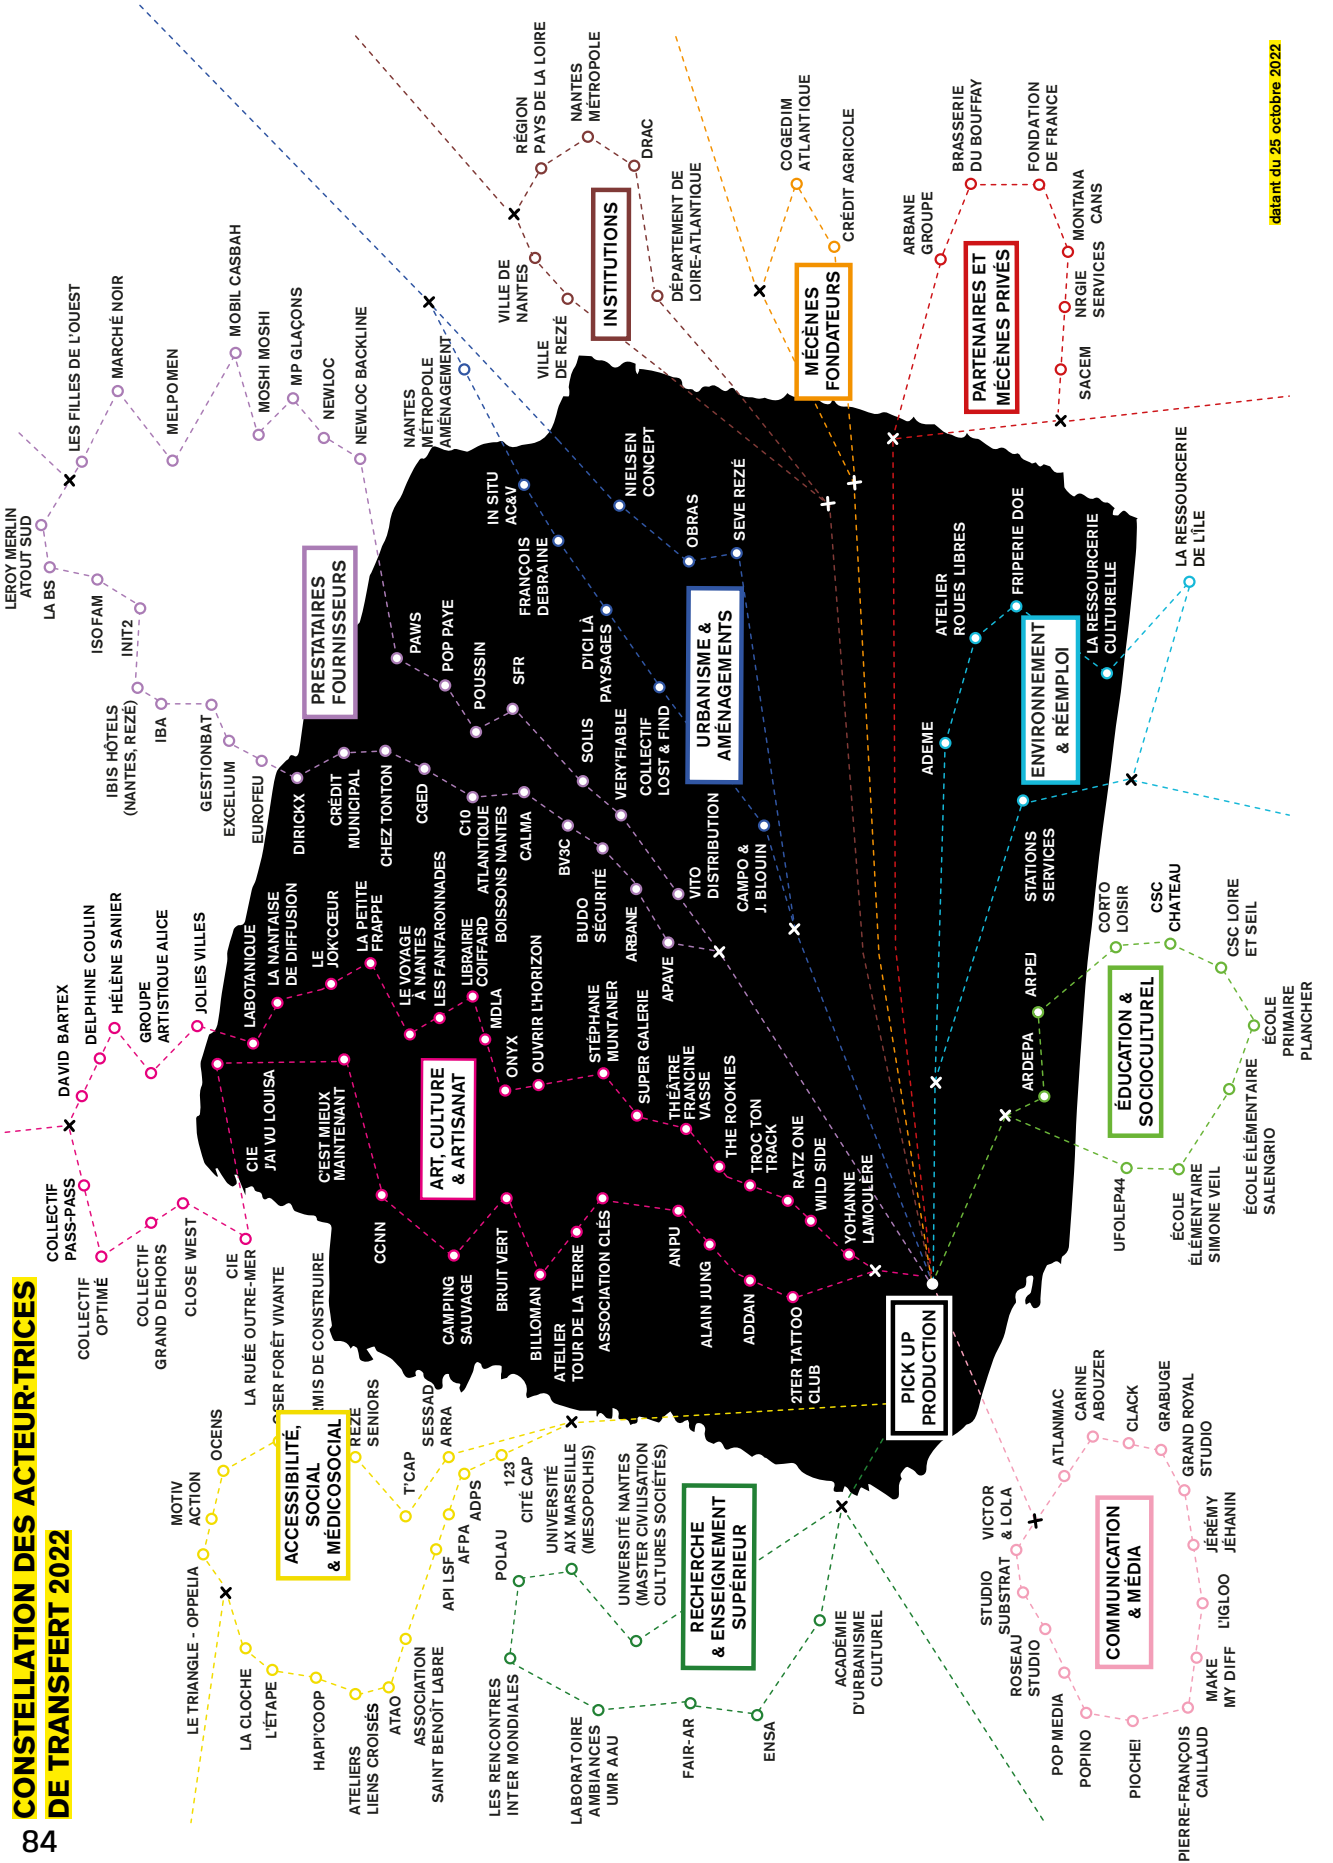 CONSTELLATION DES ACTEUR·TRICES
DE TRANSFERT 2022
84
datant du 25 octobre 2022
PICK UP
PRODUCTION
ACCESSIBILITÉ,
SOCIAL
& MÉDICOSOCIAL
LE TRIANGLE - OPPELIA
MOTIV
ACTION
OCENS
OSER FORÊT VIVANTE
RMIS DE CONSTRUIRE
REZÉ
SENIORS
T'CAP
SESSAD
ARRA
123
CITÉ CAP
ADPS
AFPA
API LSF
ASSOCIATION
SAINT BENOÎT LABRE
ATAO
ATELIERS
LIENS CROISÉS
HAPI'COOP
L'ÉTAPE
LA CLOCHE
ART, CULTURE
& ARTISANAT
COLLECTIF
PASS-PASS
COLLECTIF
OPTIMÉ
COLLECTIF
GRAND DEHORS
CLOSE WEST
CIE
LA RUÉE OUTRE-MER
CIE
J'AI VU LOUISA
C'EST MIEUX
MAINTENANT
CCNN
CAMPING
SAUVAGE
BRUIT VERT
BILLOMAN
ATELIER
TOUR DE LA TERRE
ASSOCIATION CLÉS
ANPU
ALAIN JUNG
ADDAN
2TER TATTOO
CLUB
DAVID BARTEX
DELPHINE COULIN
HÉLÈNE SANIER
GROUPE
ARTISTIQUE ALICE
JOLIES VILLES
LABOTANIQUE
LA NANTAISE
DE DIFFUSION
LE
JOK'CŒUR
LA PETITE
FRAPPE
LE VOYAGE
À NANTES
LES FANFARONNADES
LIBRAIRIE
COIFFARD
MDLA
ONYX
OUVRIR L'HORIZON
STÉPHANE
MUNTANER
SUPER GALERIE
THÉÂTRE
FRANCINE
VASSE
THE ROOKIES
TROC TON
TRACK
RATZ ONE
WILD SIDE
YOHANNE
LAMOULÈRE
PRESTATAIRES
FOURNISSEURS
LEROY MERLIN
ATOUT SUD
LA BS
ISOFAM
INIT2
IBIS HÔTELS
(NANTES, REZÉ)
IBA
GESTIONBAT
EXCELIUM
EUROFEU
DIRICKX
CRÉDIT
MUNICIPAL
CHEZ TONTON
CGED
C10
ATLANTIQUE
BOISSONS NANTES
CALMA
BV3C
BUDO
SÉCURITÉ
ARBANE
APAVE
LES FILLES DE L'OUEST
MARCHÉ NOIR
MELPOMEN
MOBIL CASBAH
MOSHI MOSHI
MP GLAÇONS
NEWLOC
NEWLOC BACKLINE
PAWS
POP PAYE
POUSSIN
SFR
SOLIS
VERY'FIABLE
VITO
DISTRIBUTION
URBANISME &
AMÉNAGEMENTS
NANTES
MÉTROPOLE
AMÉNAGEMENT
IN SITU
AC&V
FRANÇOIS
DEBRAINE
D'ICI LÀ
PAYSAGES
COLLECTIF
LOST & FIND
CAMPO &
J. BLOUIN
NIELSEN
CONCEPT
OBRAS
SEVE REZÉ
INSTITUTIONS
VILLE
DE REZÉ
VILLE DE
NANTES
RÉGION
PAYS DE LA LOIRE
NANTES
MÉTROPOLE
DRAC
DÉPARTEMENT DE
LOIRE-ATLANTIQUE
MÉCÈNES
FONDATEURS
COGEDIM
ATLANTIQUE
CRÉDIT AGRICOLE
PARTENAIRES ET
MÉCÈNES PRIVÉS
ARBANE
GROUPE
BRASSERIE
DU BOUFFAY
FONDATION
DE FRANCE
MONTANA
CANS
NRGIE
SERVICES
SACEM
ENVIRONNEMENT
& RÉEMPLOI
ADEME
ATELIER
ROUES LIBRES
FRIPERIE DOE
LA RESSOURCERIE
CULTURELLE
LA RESSOURCERIE
DE L'ÎLE
STATIONS
SERVICES
ÉDUCATION &
SOCIOCULTUREL
ARDEPA
ARPEJ
CORTO
LOISIR
CSC
CHATEAU
CSC LOIRE
ET SEIL
ÉCOLE
PRIMAIRE
PLANCHER
ÉCOLE ÉLÉMENTAIRE
SALENGRIO
ÉCOLE
ÉLÉMENTAIRE
SIMONE VEIL
UFOLEP44
RECHERCHE
& ENSEIGNEMENT
SUPÉRIEUR
POLAU
UNIVERSITÉ
AIX MARSEILLE
(MESOPOLHIS)
UNIVERSITÉ NANTES
(MASTER CIVILISATION
CULTURES SOCIÉTÉS)
LES RENCONTRES
INTER MONDIALES
LABORATOIRE
AMBIANCES
UMR AAU
FAIR-AR
ENSA
ACADÉMIE
D'URBANISME
CULTUREL
COMMUNICATION
& MÉDIA
VICTOR
& LOLA
STUDIO
SUBSTRAT
ROSEAU
STUDIO
POP MEDIA
POPINO
PIOCHE!
PIERRE-FRANÇOIS
CAILLAUD
MAKE
MY DIFF
L'IGLOO
JÉRÉMY
JÉHANIN
GRAND ROYAL
STUDIO
GRABUGE
CLACK
CARINE
ABOUZER
ATLANMAC